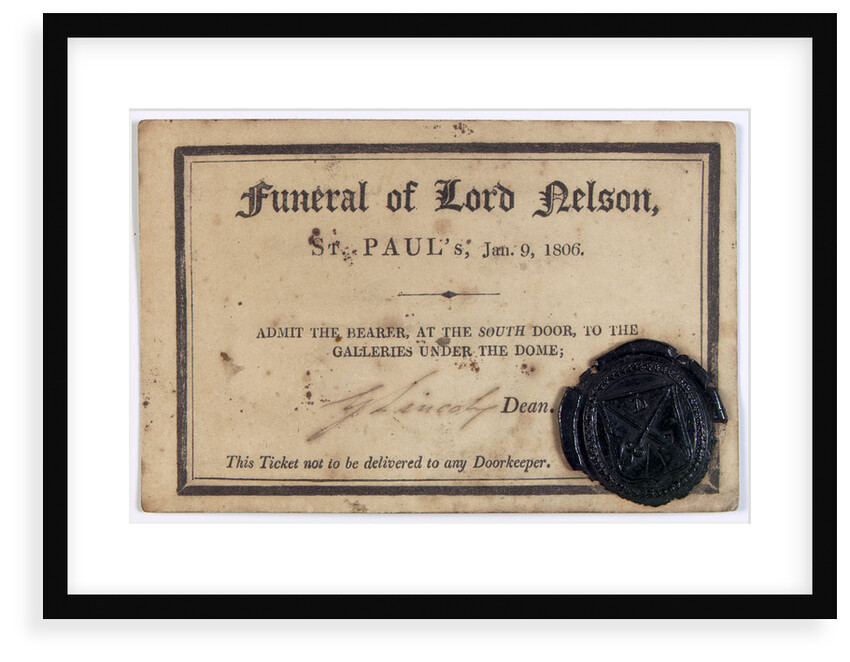 Funeral of Lord Nelson,
St. PAUL's, Jan. 9, 1806.
ADMIT THE BEARER, AT THE SOUTH DOOR, TO THE
GALLERIES UNDER THE DOME;
G Lincoln Dean.
This Ticket not to be delivered to any Doorkeeper.